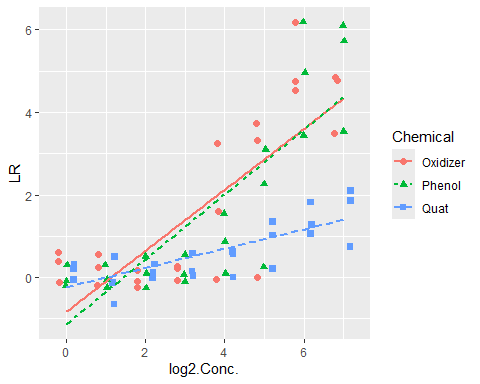 6
4
2
0
LR
0
2
4
6
log2.Conc.
Chemical
Oxidizer
Phenol
Quat